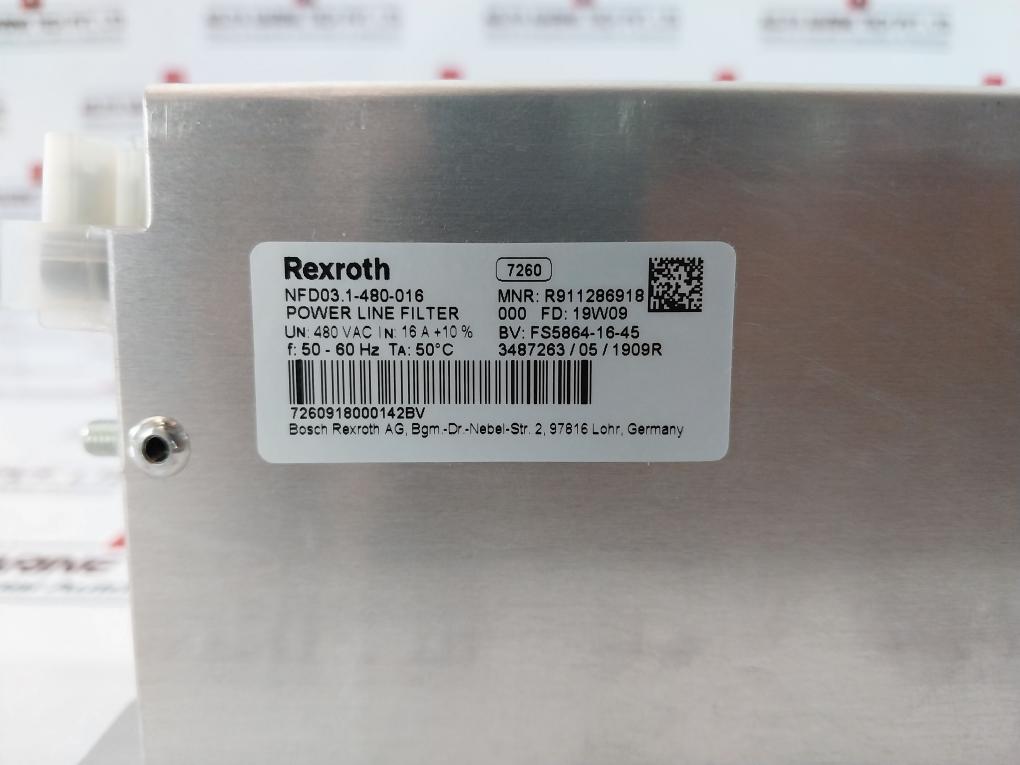 Rexroth
7260
NFD03.1-480-016
MNR: R911286918
POWER LINE FILTER
000 FD: 19W09
UN: 480 VAC IN: 16 A +10 %
BV: FS5864-16-45
f: 50 - 60 Hz TA: 50°C
3487263 / 05 / 1909R
7260918000142BV
Bosch Rexroth AG, Bgm.-Dr.-Nebel-Str. 2, 97816 Lohr, Germany